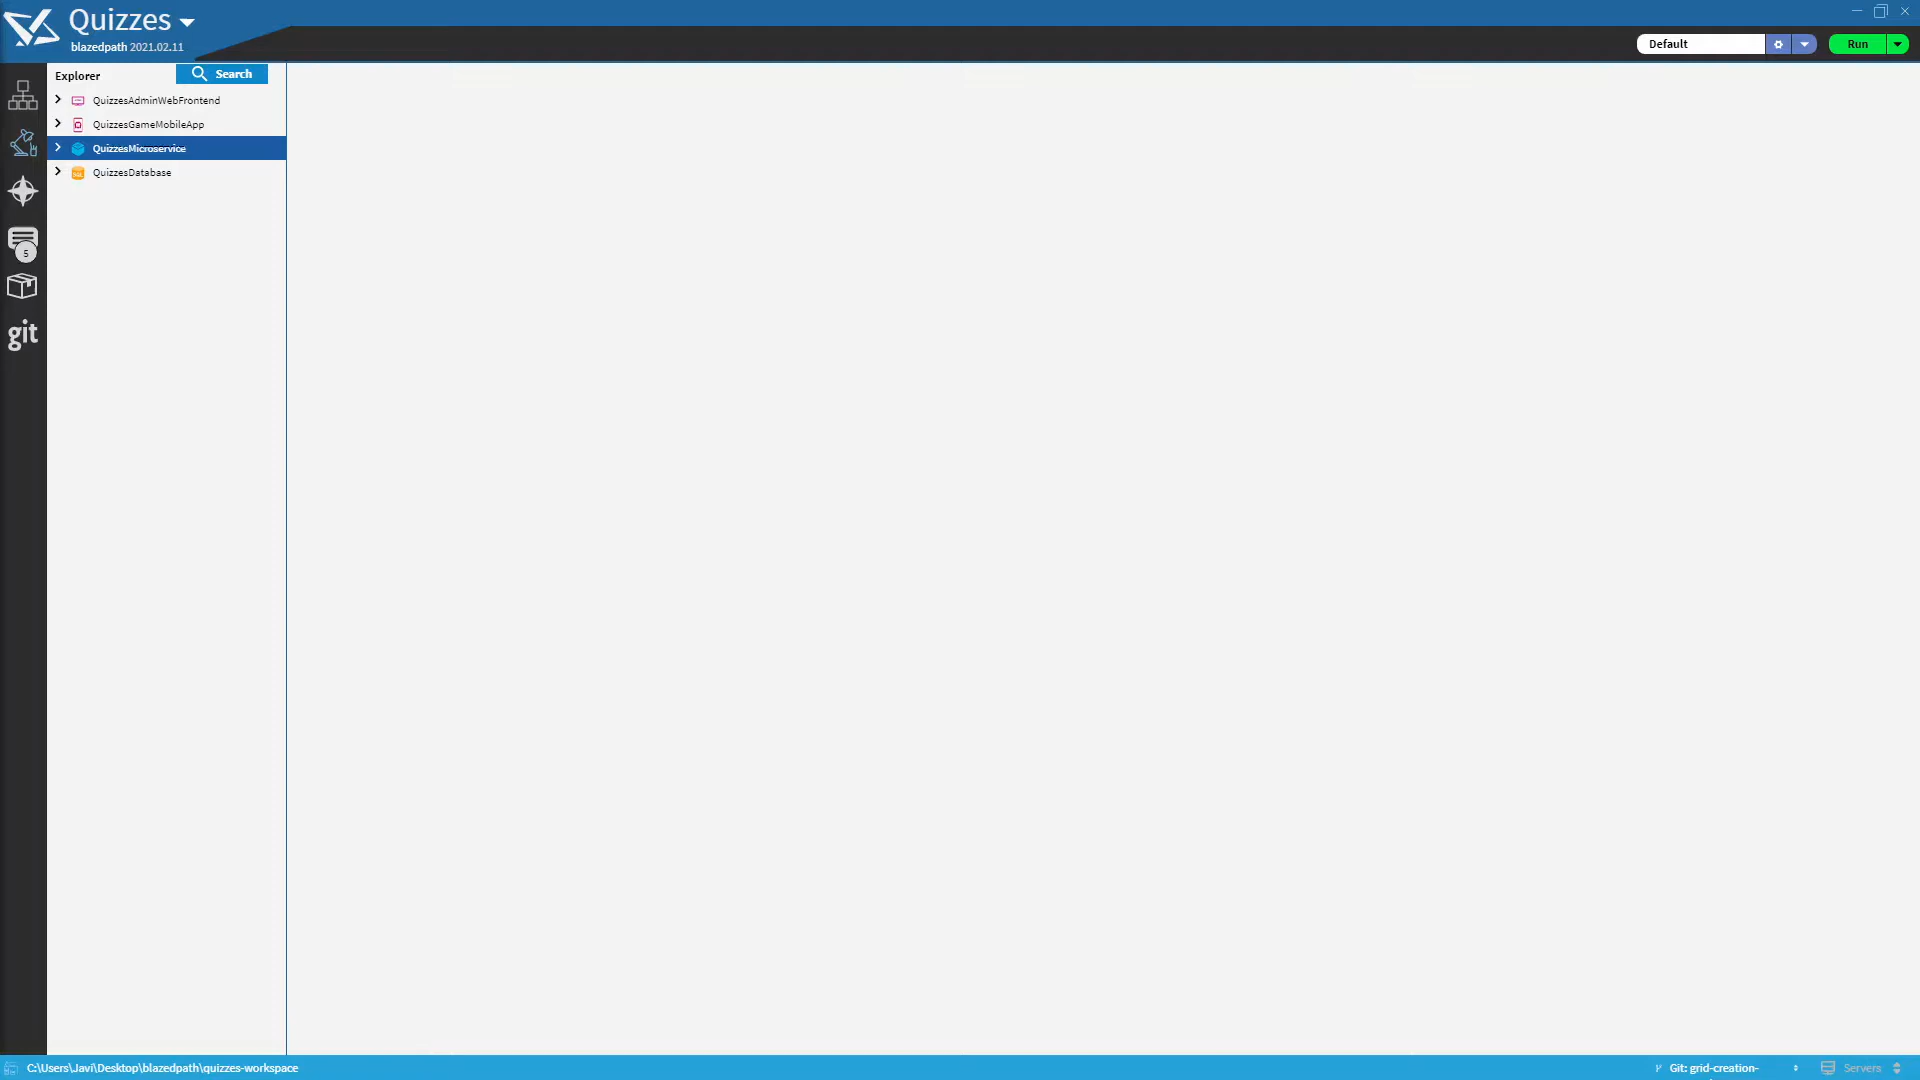 Quizzes
blazedpath 2021.02.11
Default
Run
Explorer
Search
QuizzesAdminWebFrontend
QuizzesGameMobileApp
QuizzesMicroservice
QuizzesDatabase
5
git
C:\Users\Javi\Desktop\blazedpath\quizzes-workspace
Git: grid-creation-
Servers